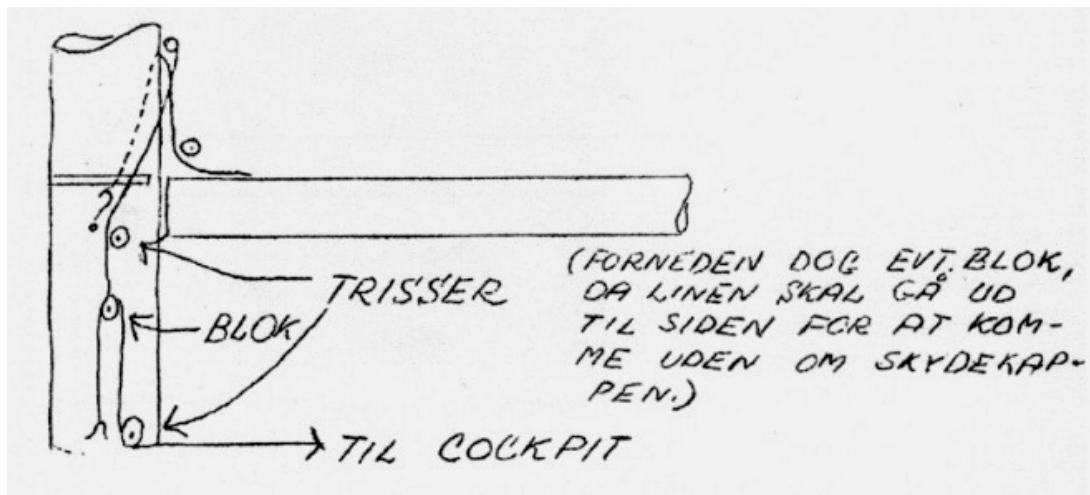 (FORNEDEN DOG EVT. BLOK,
DA LINEN SKAL GÅ UD
TIL SIDEN FOR AT KOM-
ME UDEN OM SKYDEKAP-
PEN.)
TRISSER
BLOK
TIL COCKPIT